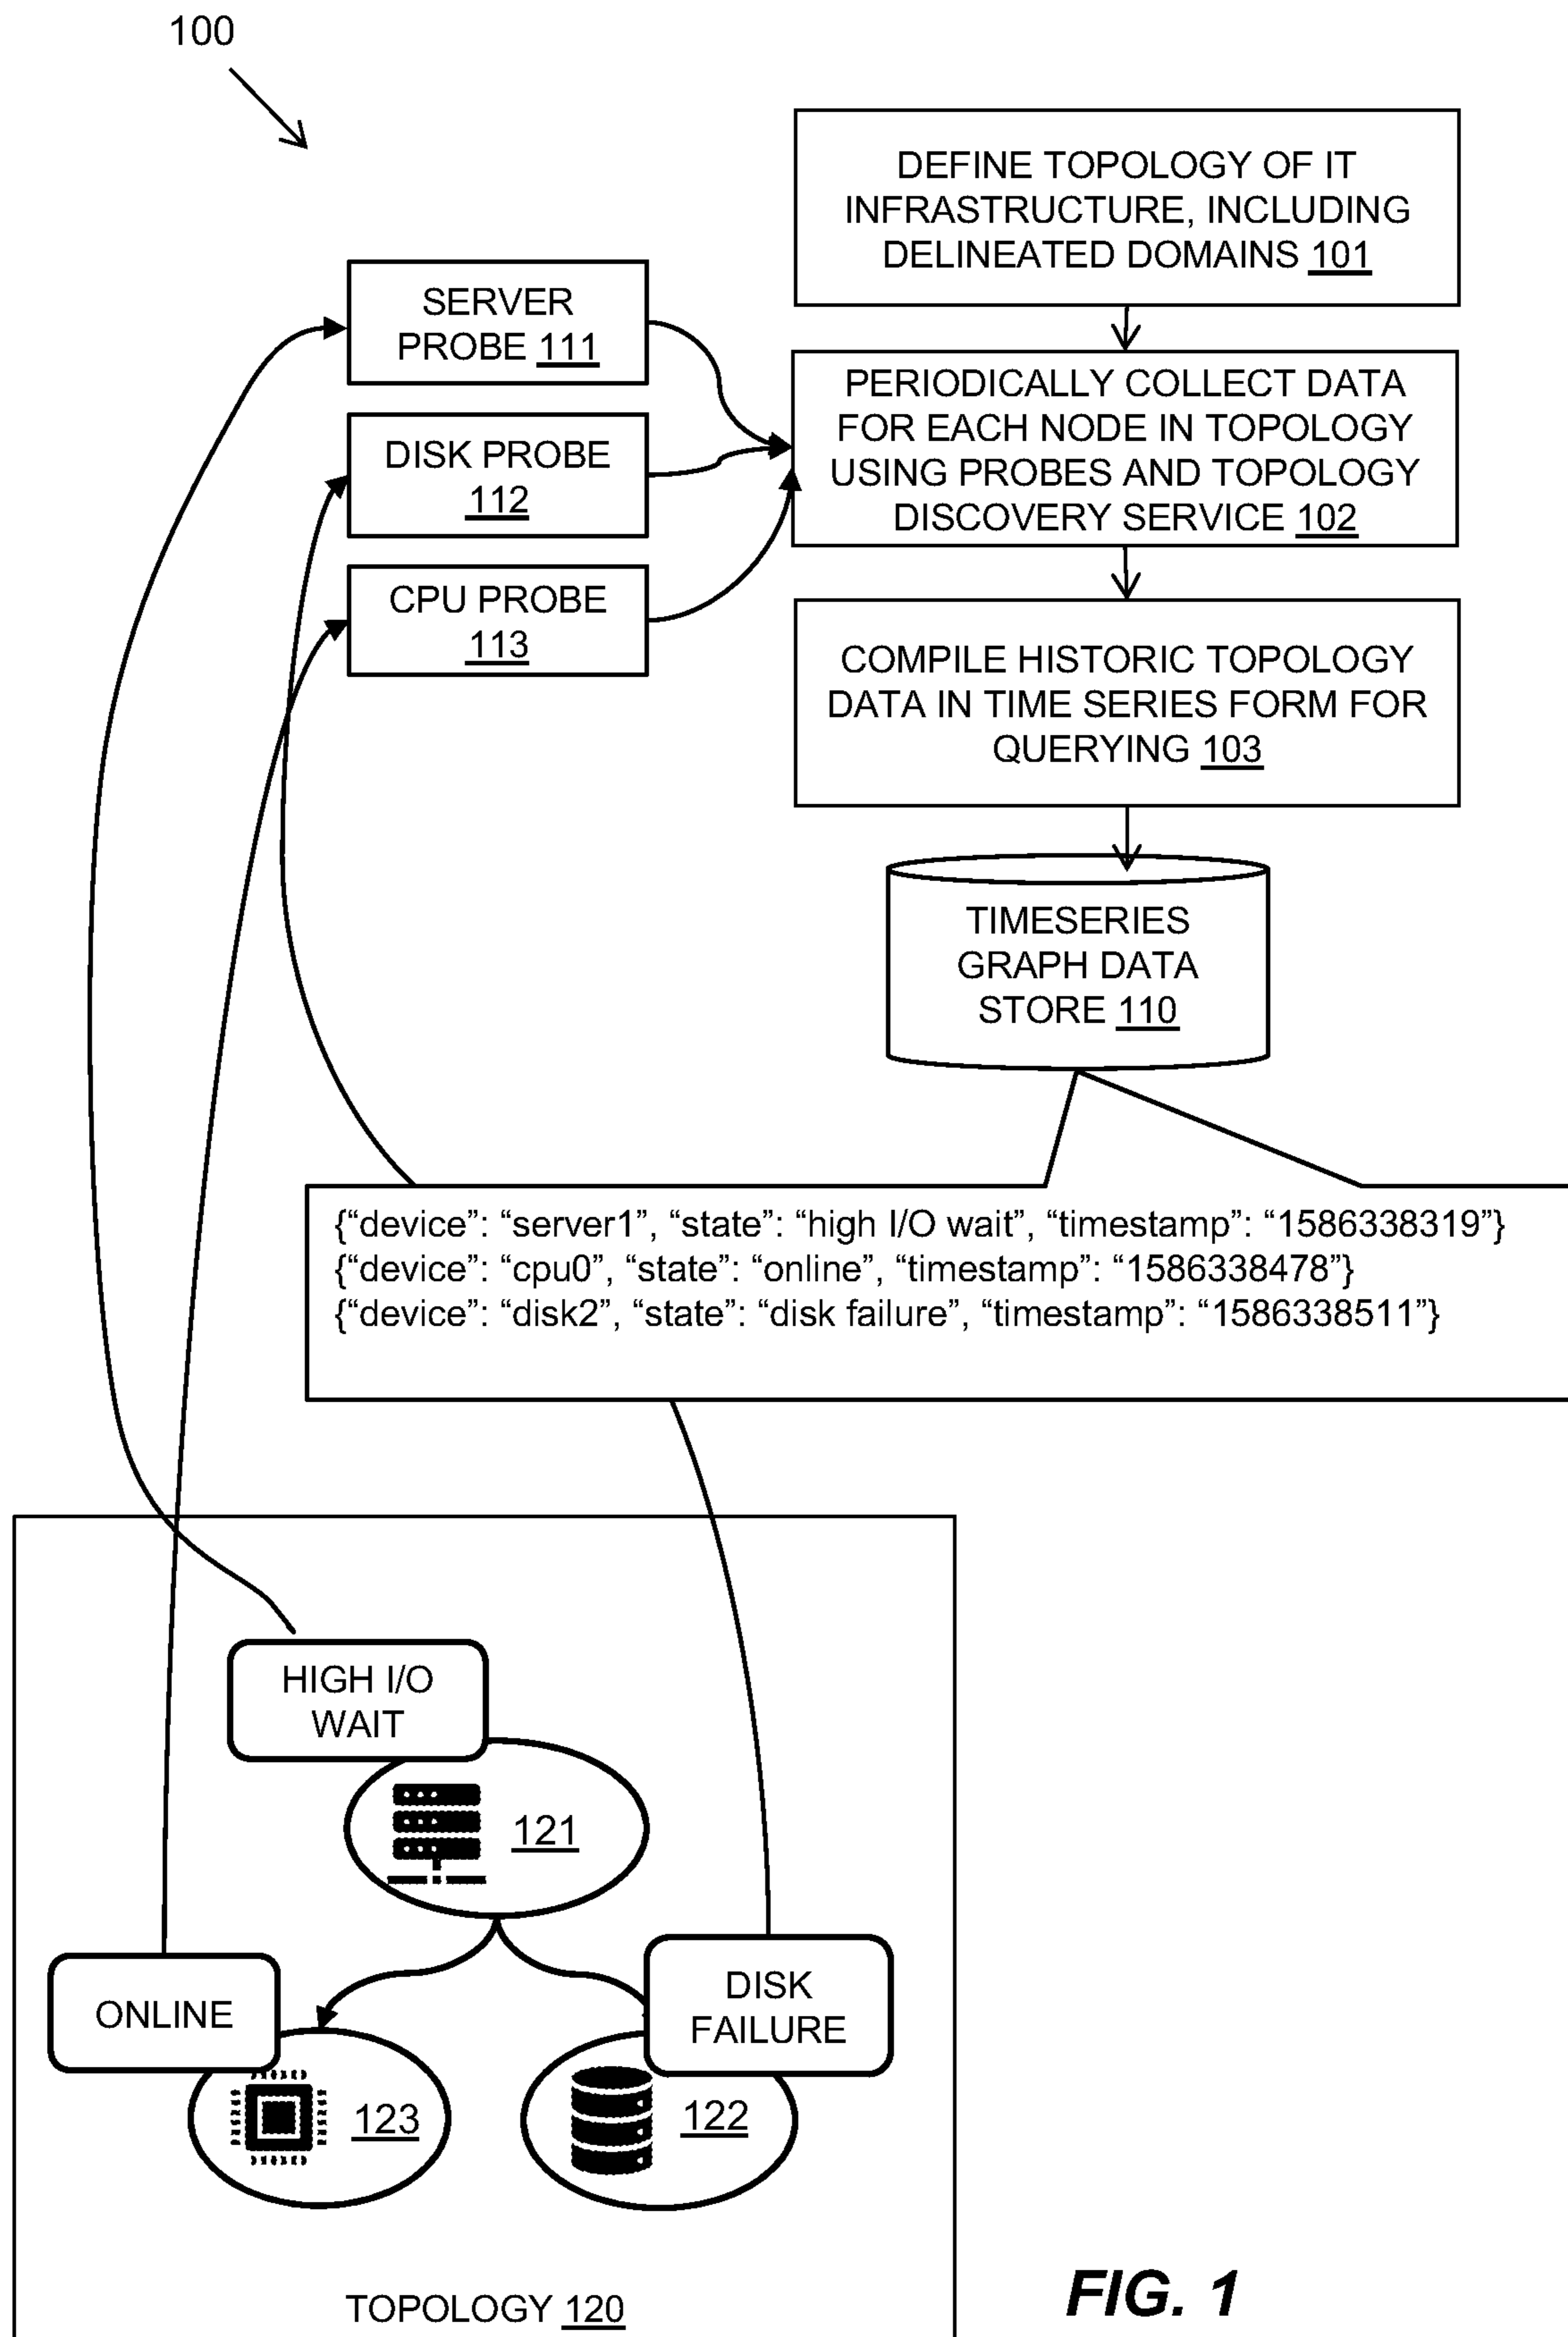 100
DEFINE TOPOLOGY OF IT
INFRASTRUCTURE, INCLUDING
DELINEATED DOMAINS 101
SERVER
PROBE 111
DISK PROBE
112
CPU PROBE
113
PERIODICALLY COLLECT DATA
FOR EACH NODE IN TOPOLOGY
USING PROBES AND TOPOLOGY
DISCOVERY SERVICE 102
COMPILE HISTORIC TOPOLOGY
DATA IN TIME SERIES FORM FOR
QUERYING 103
TIMESERIES
GRAPH DATA
STORE 110
{“device”: “server1”, “state”: “high I/O wait”, “timestamp”: “1586338319”}
{“device”: “cpu0”, “state”: “online”, “timestamp”: “1586338478”}
{“device”: “disk2”, “state”: “disk failure”, “timestamp”: “1586338511”}
HIGH I/O
WAIT
121
ONLINE
123
DISK
FAILURE
122
TOPOLOGY 120
FIG. 1